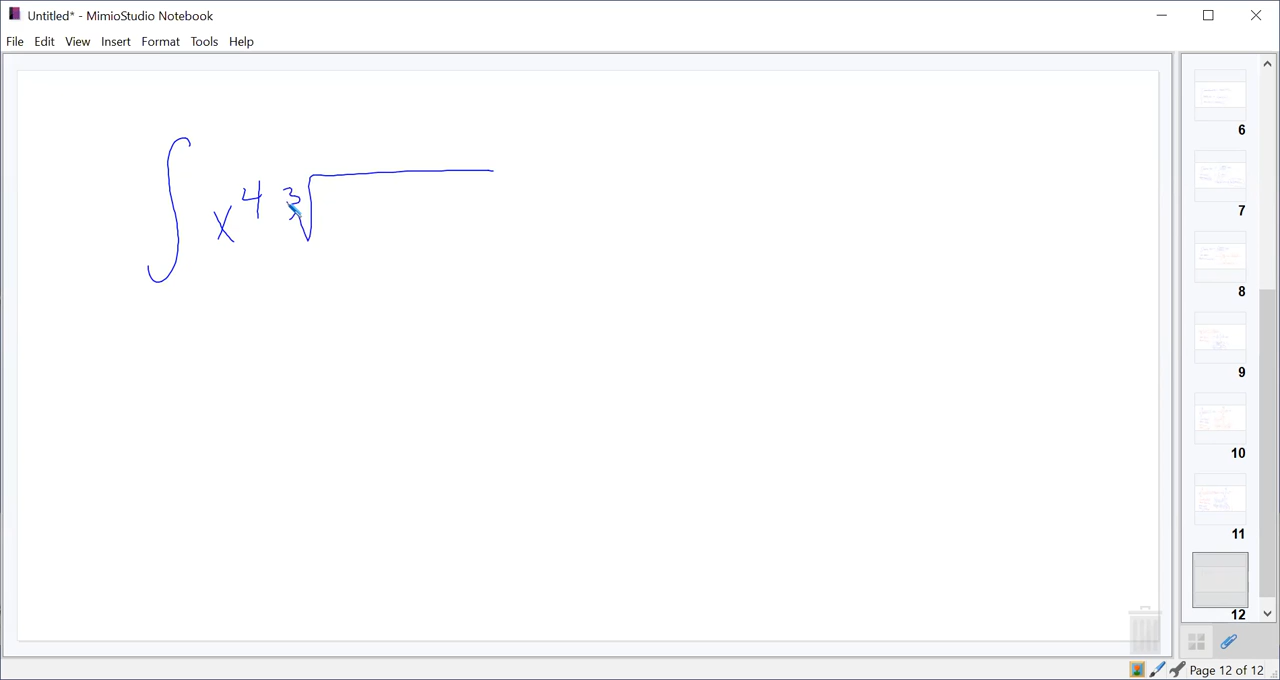 Untitled* - MimioStudio Notebook
File Edit View Insert Format Tools Help
∫ x⁴ ∛
6
7
8
9
10
11
12
Page 12 of 12